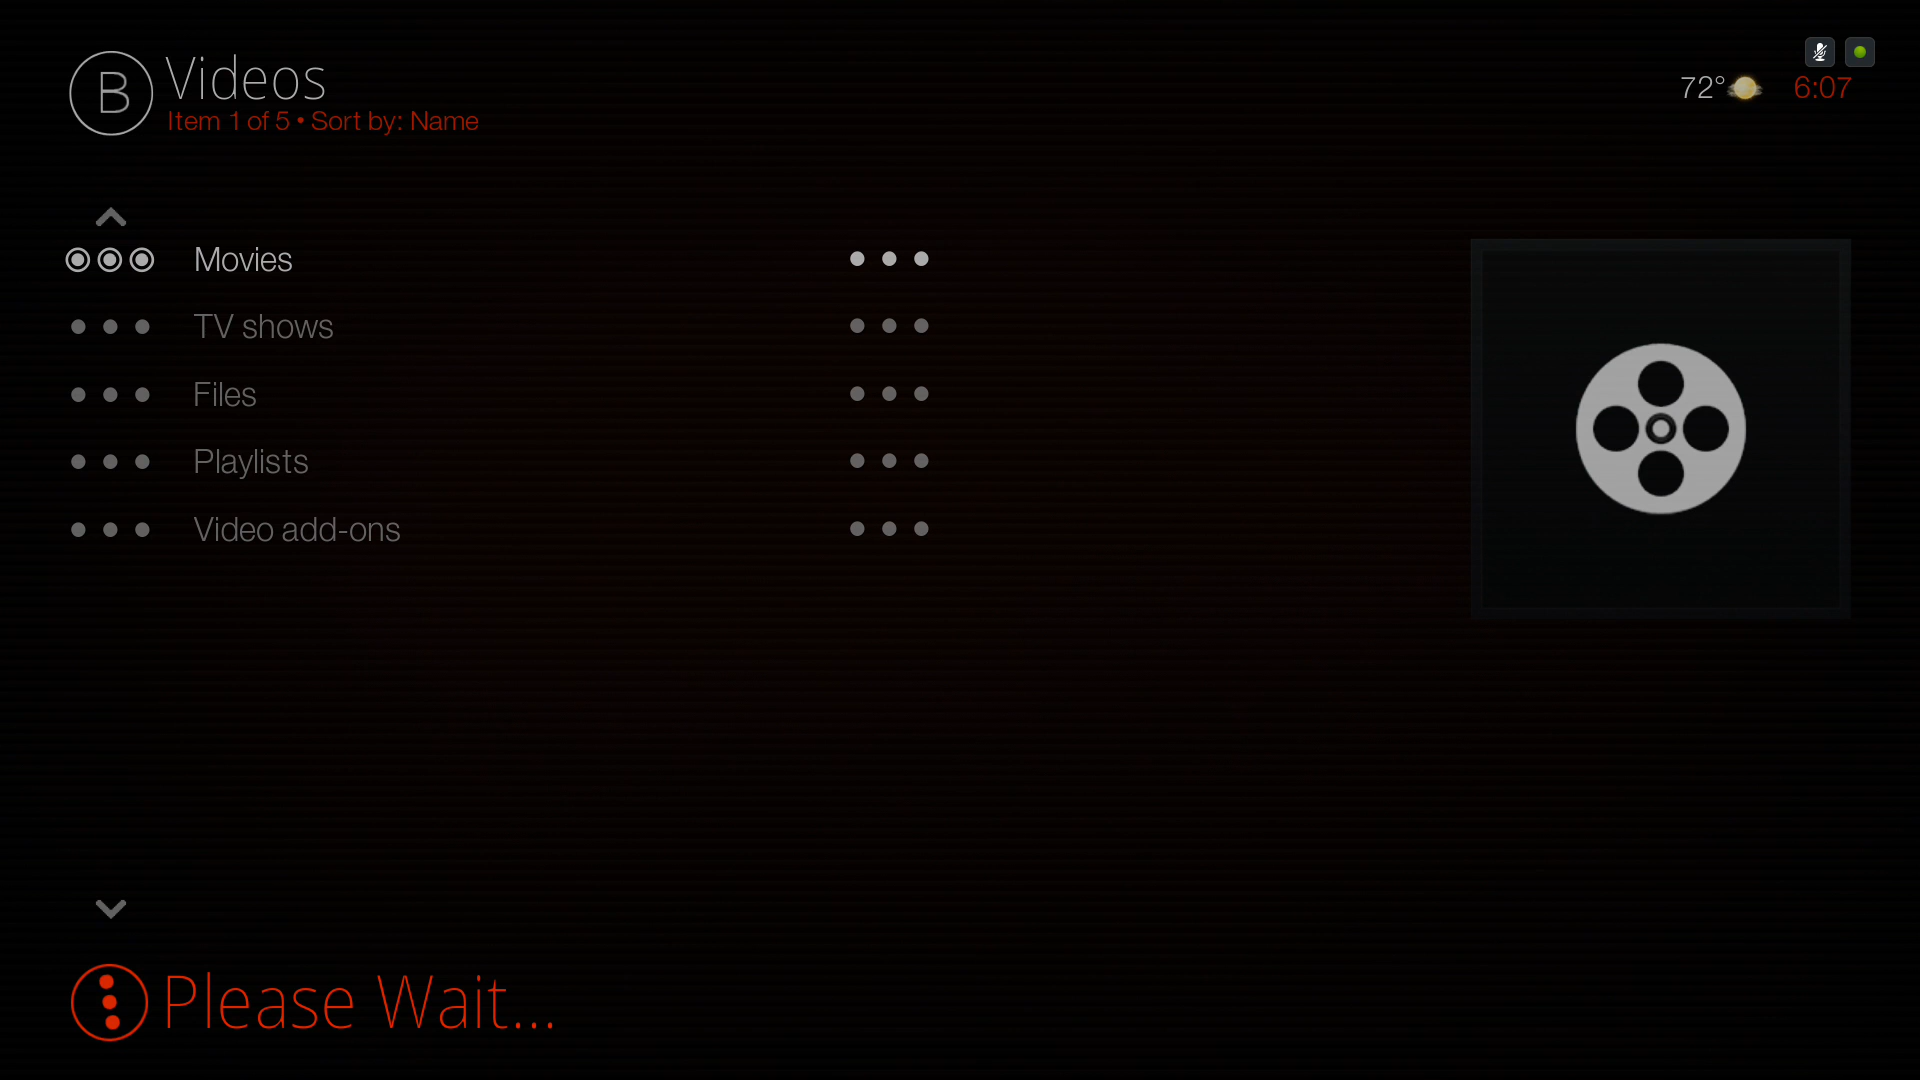 B
Videos
Item 1 of 5 • Sort by: Name
72°
6:07
Movies
TV shows
Files
Playlists
Video add-ons
Please Wait...